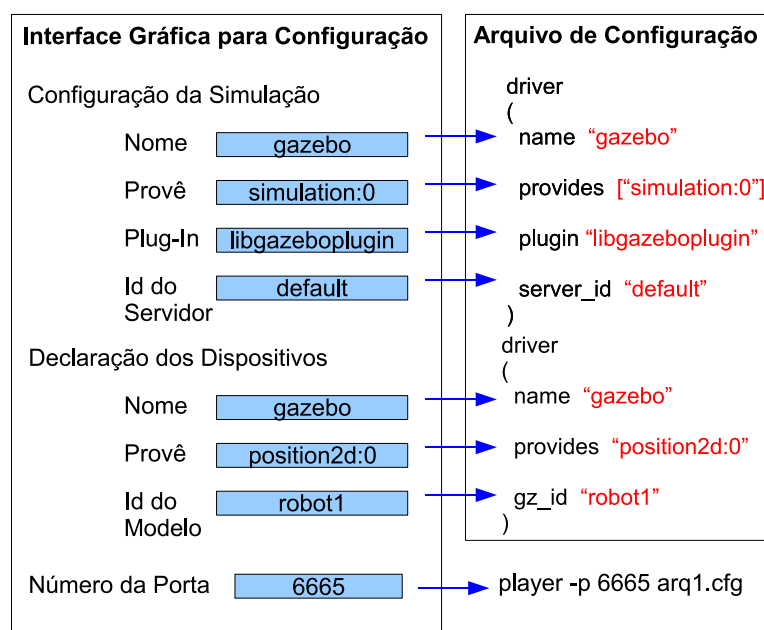 Interface Gráfica para Configuração
Configuração da Simulação
Nome
gazebo
Provê
simulation:0
Plug-In
libgazeboplugin
Id do
Servidor
default
Declaração dos Dispositivos
Nome
gazebo
Provê
position2d:0
Id do
Modelo
robot1
Número da Porta
6665
Arquivo de Configuração
driver
(
name “gazebo”
provides [“simulation:0”]
plugin “libgazeboplugin”
server_id “default”
)
driver
(
name “gazebo”
provides “position2d:0”
gz_id “robot1”
)
player -p 6665 arq1.cfg